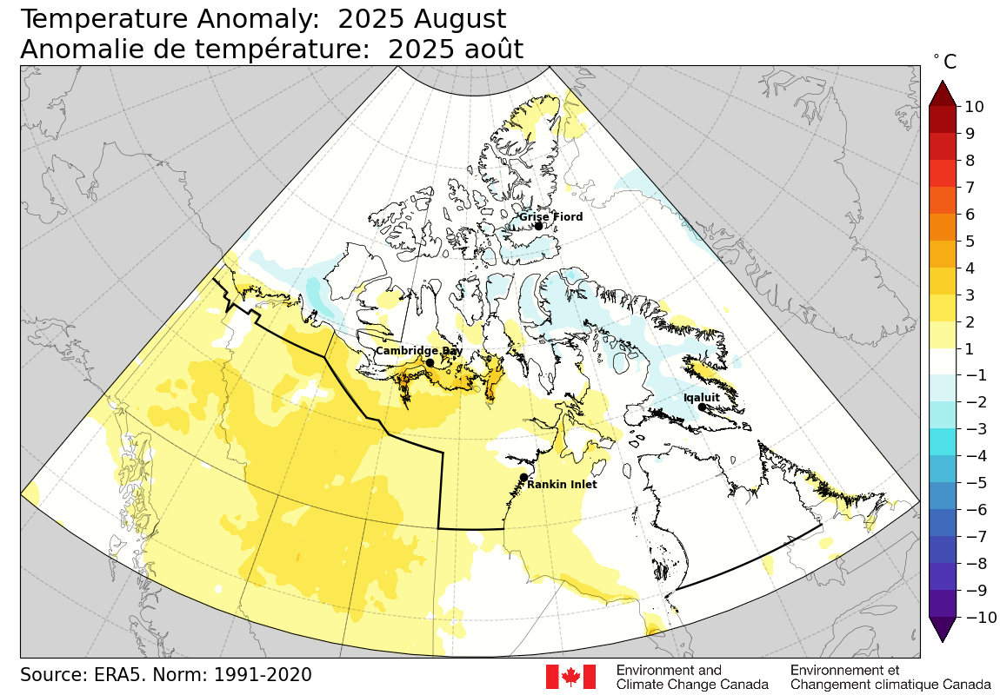 Temperature Anomaly:  2025 August
Anomalie de température:  2025 août
°C
10
9
8
7
6
5
4
3
2
1
−1
−2
−3
−4
−5
−6
−7
−8
−9
−10
Grise Fiord
Cambridge Bay
Iqaluit
Rankin Inlet
Source: ERA5. Norm: 1991-2020
Environment and
Climate Change Canada
Environnement et
Changement climatique Canada